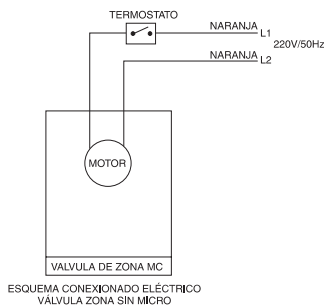 TERMOSTATO
NARANJA L1
220V/50Hz
NARANJA L2
MOTOR
VALVULA DE ZONA MC
ESQUEMA CONEXIONADO ELÉCTRICO
VÁLVULA ZONA SIN MICRO